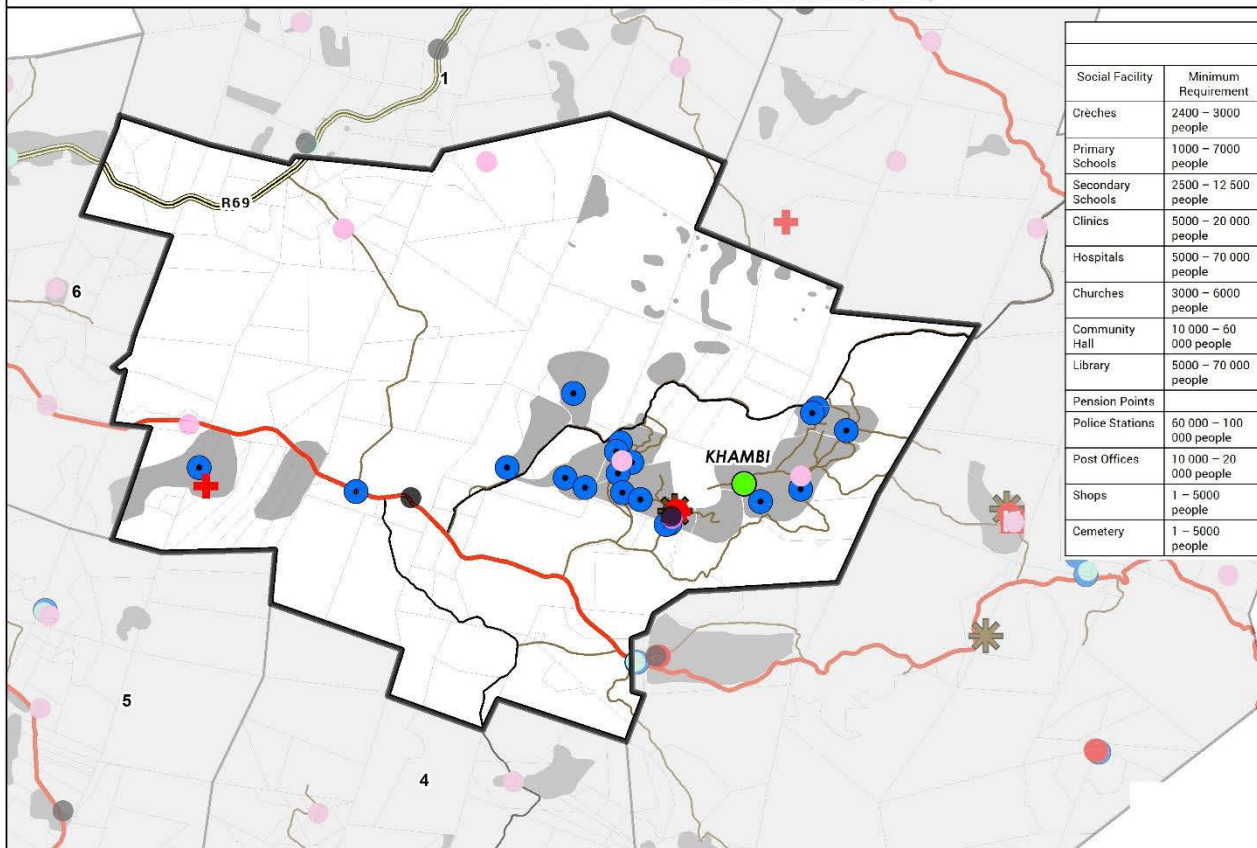 1
R69
6
KHAMBI
5
4
Social Facility
Minimum
Requirement
Crèches
2400 – 3000
people
Primary
Schools
1000 – 7000
people
Secondary
Schools
2500 – 12 500
people
Clinics
5000 – 20 000
people
Hospitals
5000 – 70 000
people
Churches
3000 – 6000
people
Community
Hall
10 000 – 60
000 people
Library
5000 – 70 000
people
Pension Points
Police Stations
60 000 – 100
000 people
Post Offices
10 000 – 20
000 people
Shops
1 – 5000
people
Cemetery
1 – 5000
people